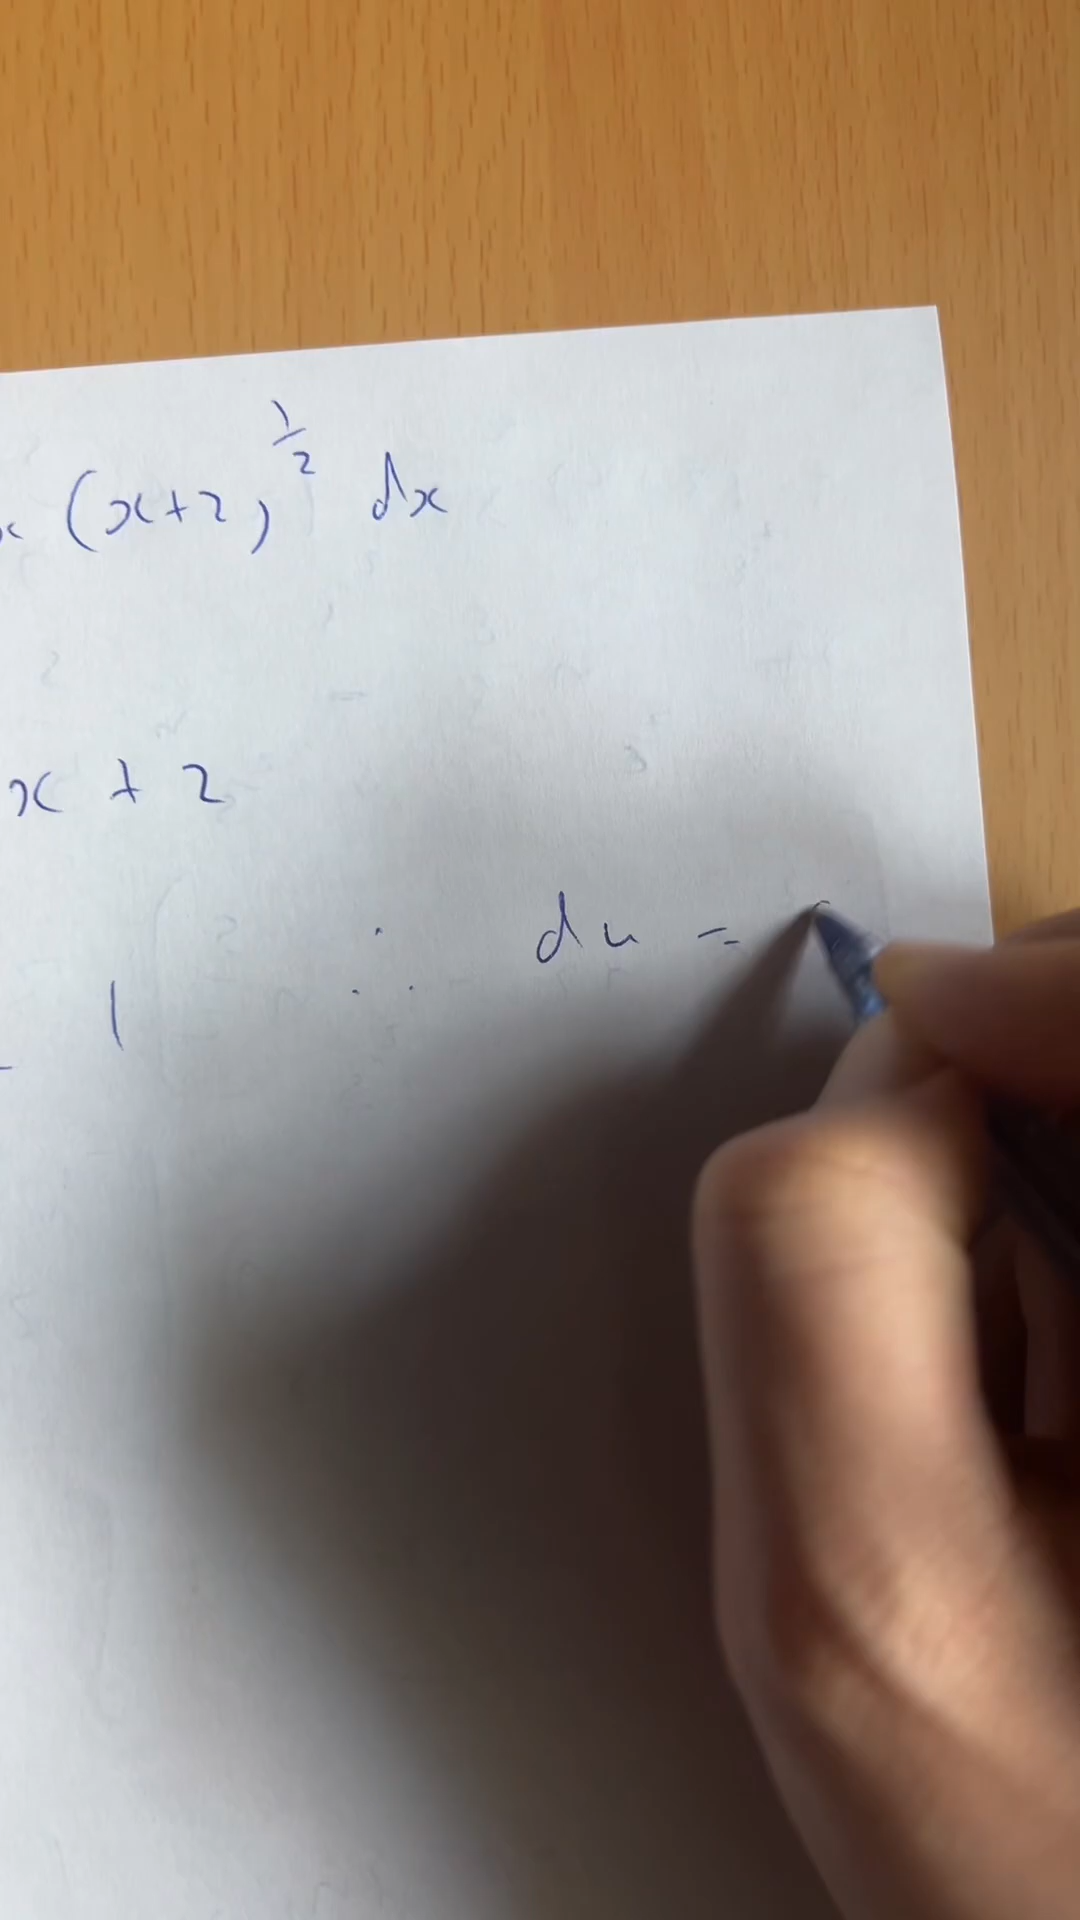 x (x+2)^{1/2} dx
x + 2
1 ∴ du =